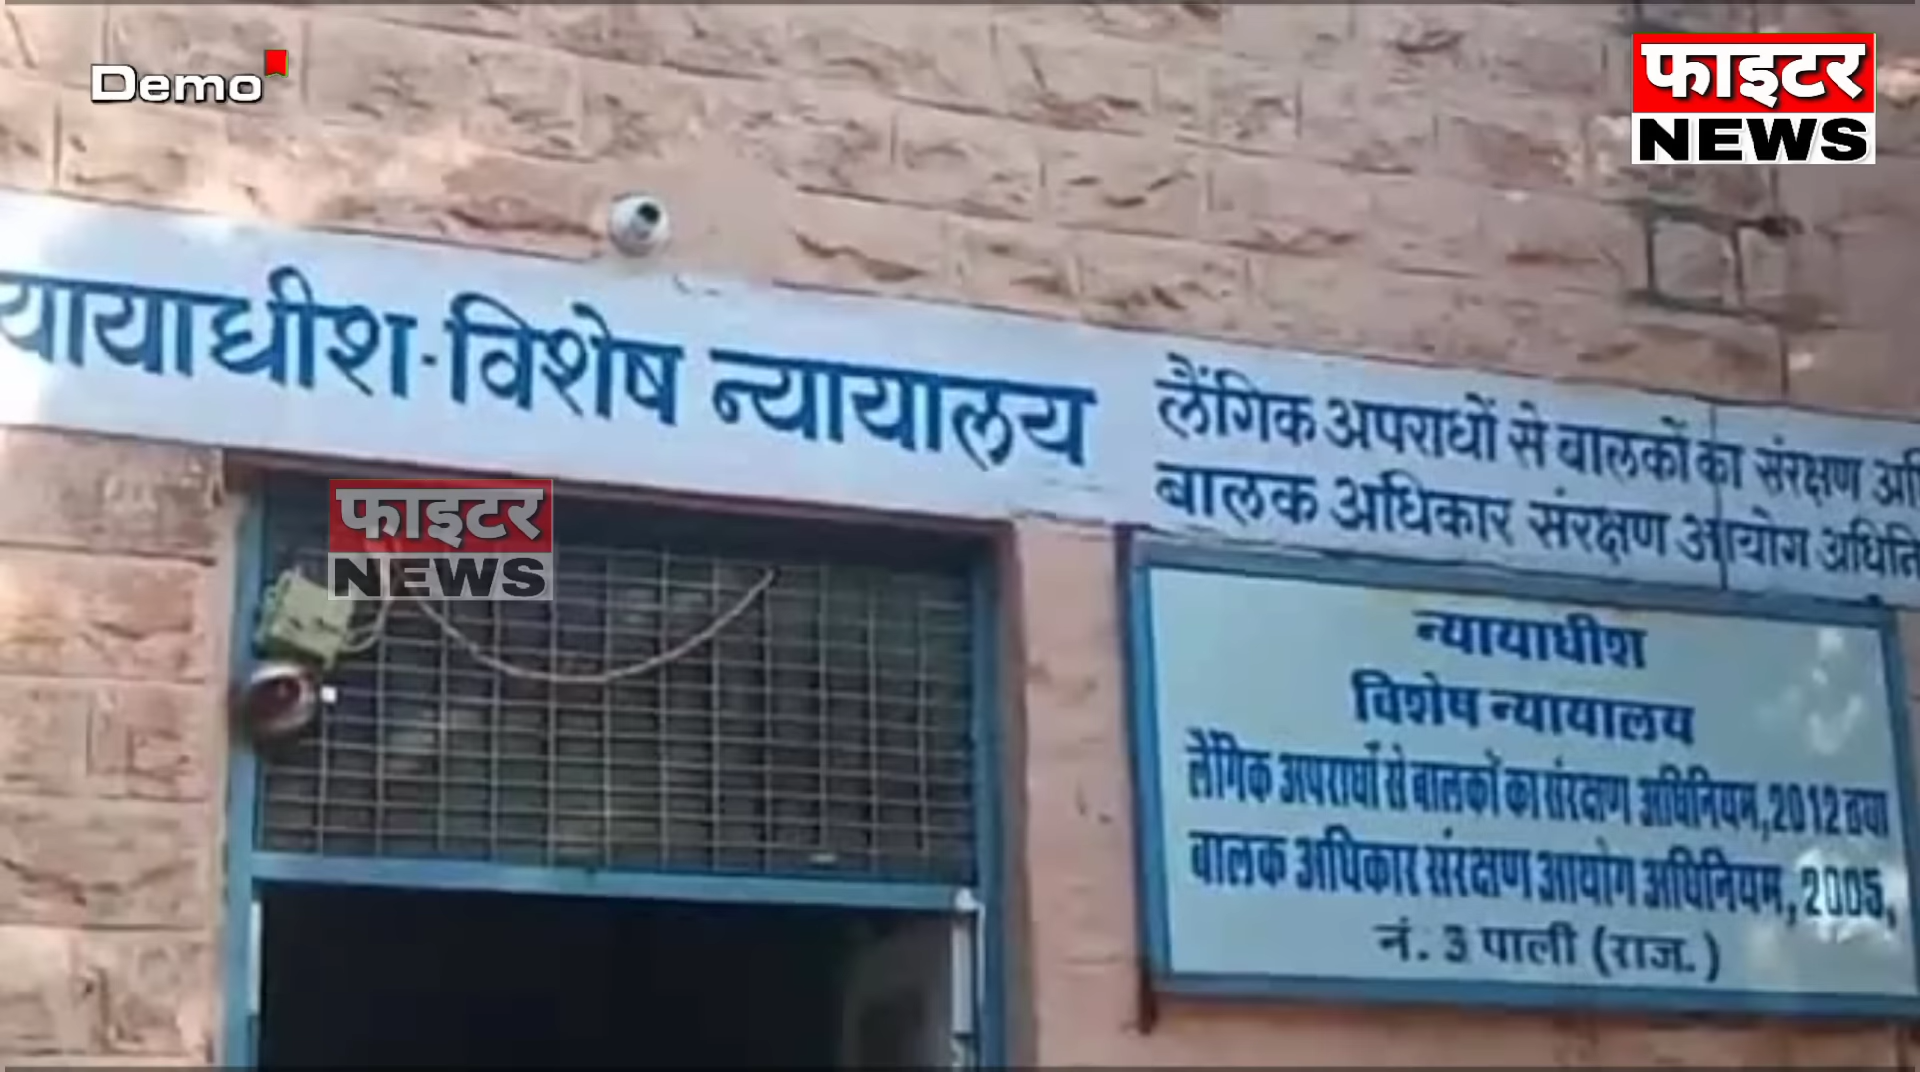 Demo
फाइटर
NEWS
न्यायाधीश-विशेष न्यायालय
लैंगिक अपराधों से बालकों का संरक्षण
बालक अधिकार संरक्षण आयोग
फाइटर
NEWS
न्यायाधीश
विशेष न्यायालय
लैंगिक अपराधों से बालकों का संरक्षण अधिनियम, 2012 तथा
बालक अधिकार संरक्षण आयोग अधिनियम, 2005,
नं. 3 पाली (राज.)